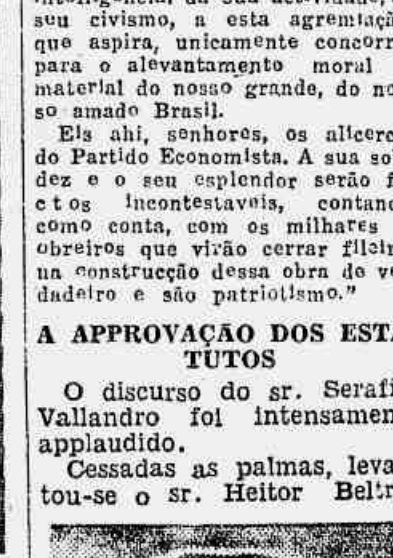 seu civismo, a esta agremiaçã
que aspira, unicamente concorr
para o alevantamento moral
material do nosso grande, do no
so amado Brasil.
Eis ahi, senhores, os alicerc
do Partido Economista. A sua so
dez e o seu esplendor serão f
ctos incontestaveis, contand
como conta, com os milhares
obreiros que virão cerrar fileir
na construcção dessa obra de ve
dadeiro e são patriotismo."
A APPROVAÇÃO DOS ESTA
TUTOS
O discurso do sr. Serafi
Vallandro foi intensamen
applaudido.
Cessadas as palmas, leva
tou-se o sr. Heitor Beltr